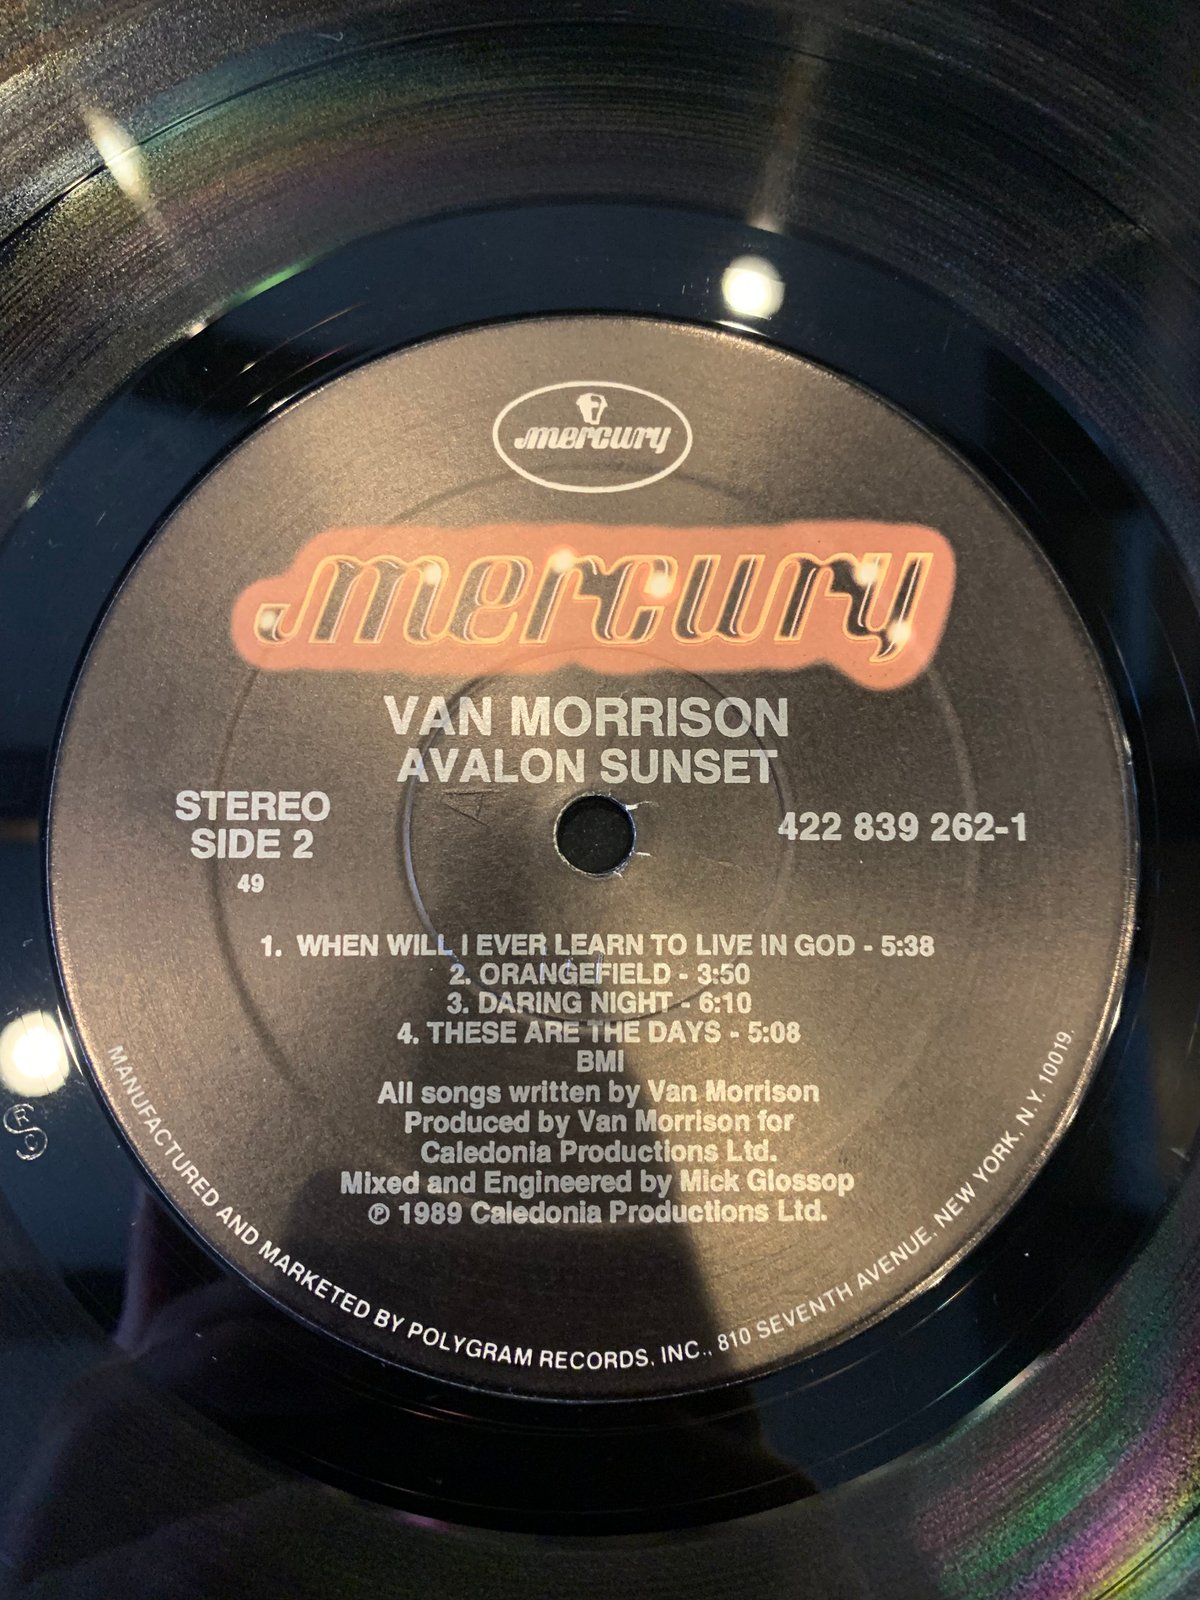 mercury
mercury
VAN MORRISON
AVALON SUNSET
STEREO
SIDE 2
49
422 839 262-1
1. WHEN WILL I EVER LEARN TO LIVE IN GOD - 5:38
2. ORANGEFIELD - 3:50
3. DARING NIGHT - 6:10
4. THESE ARE THE DAYS - 5:08
BMI
All songs written by Van Morrison
Produced by Van Morrison for
Caledonia Productions Ltd.
Mixed and Engineered by Mick Glossop
℗ 1989 Caledonia Productions Ltd.
MANUFACTURED AND MARKETED BY POLYGRAM RECORDS, INC., 810 SEVENTH AVENUE, NEW YORK, N.Y. 10019.